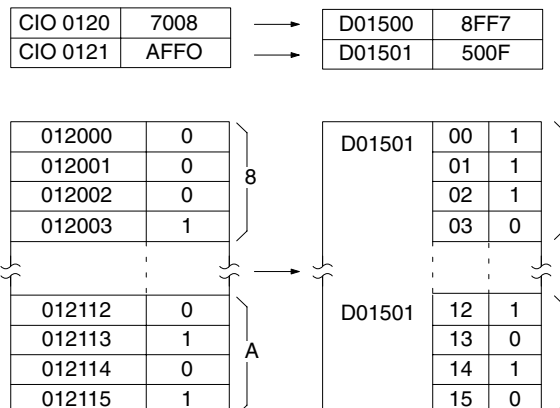 CIO 0120 7008 D01500 8FF7
CIO 0121 AFFO D01501 500F
012000 0 D01501 00 1
012001 0 01 1
012002 0 02 1
012003 1 03 0
8
012112 0 D01501 12 1
012113 1 13 0
012114 0 14 1
012115 1 15 0
A